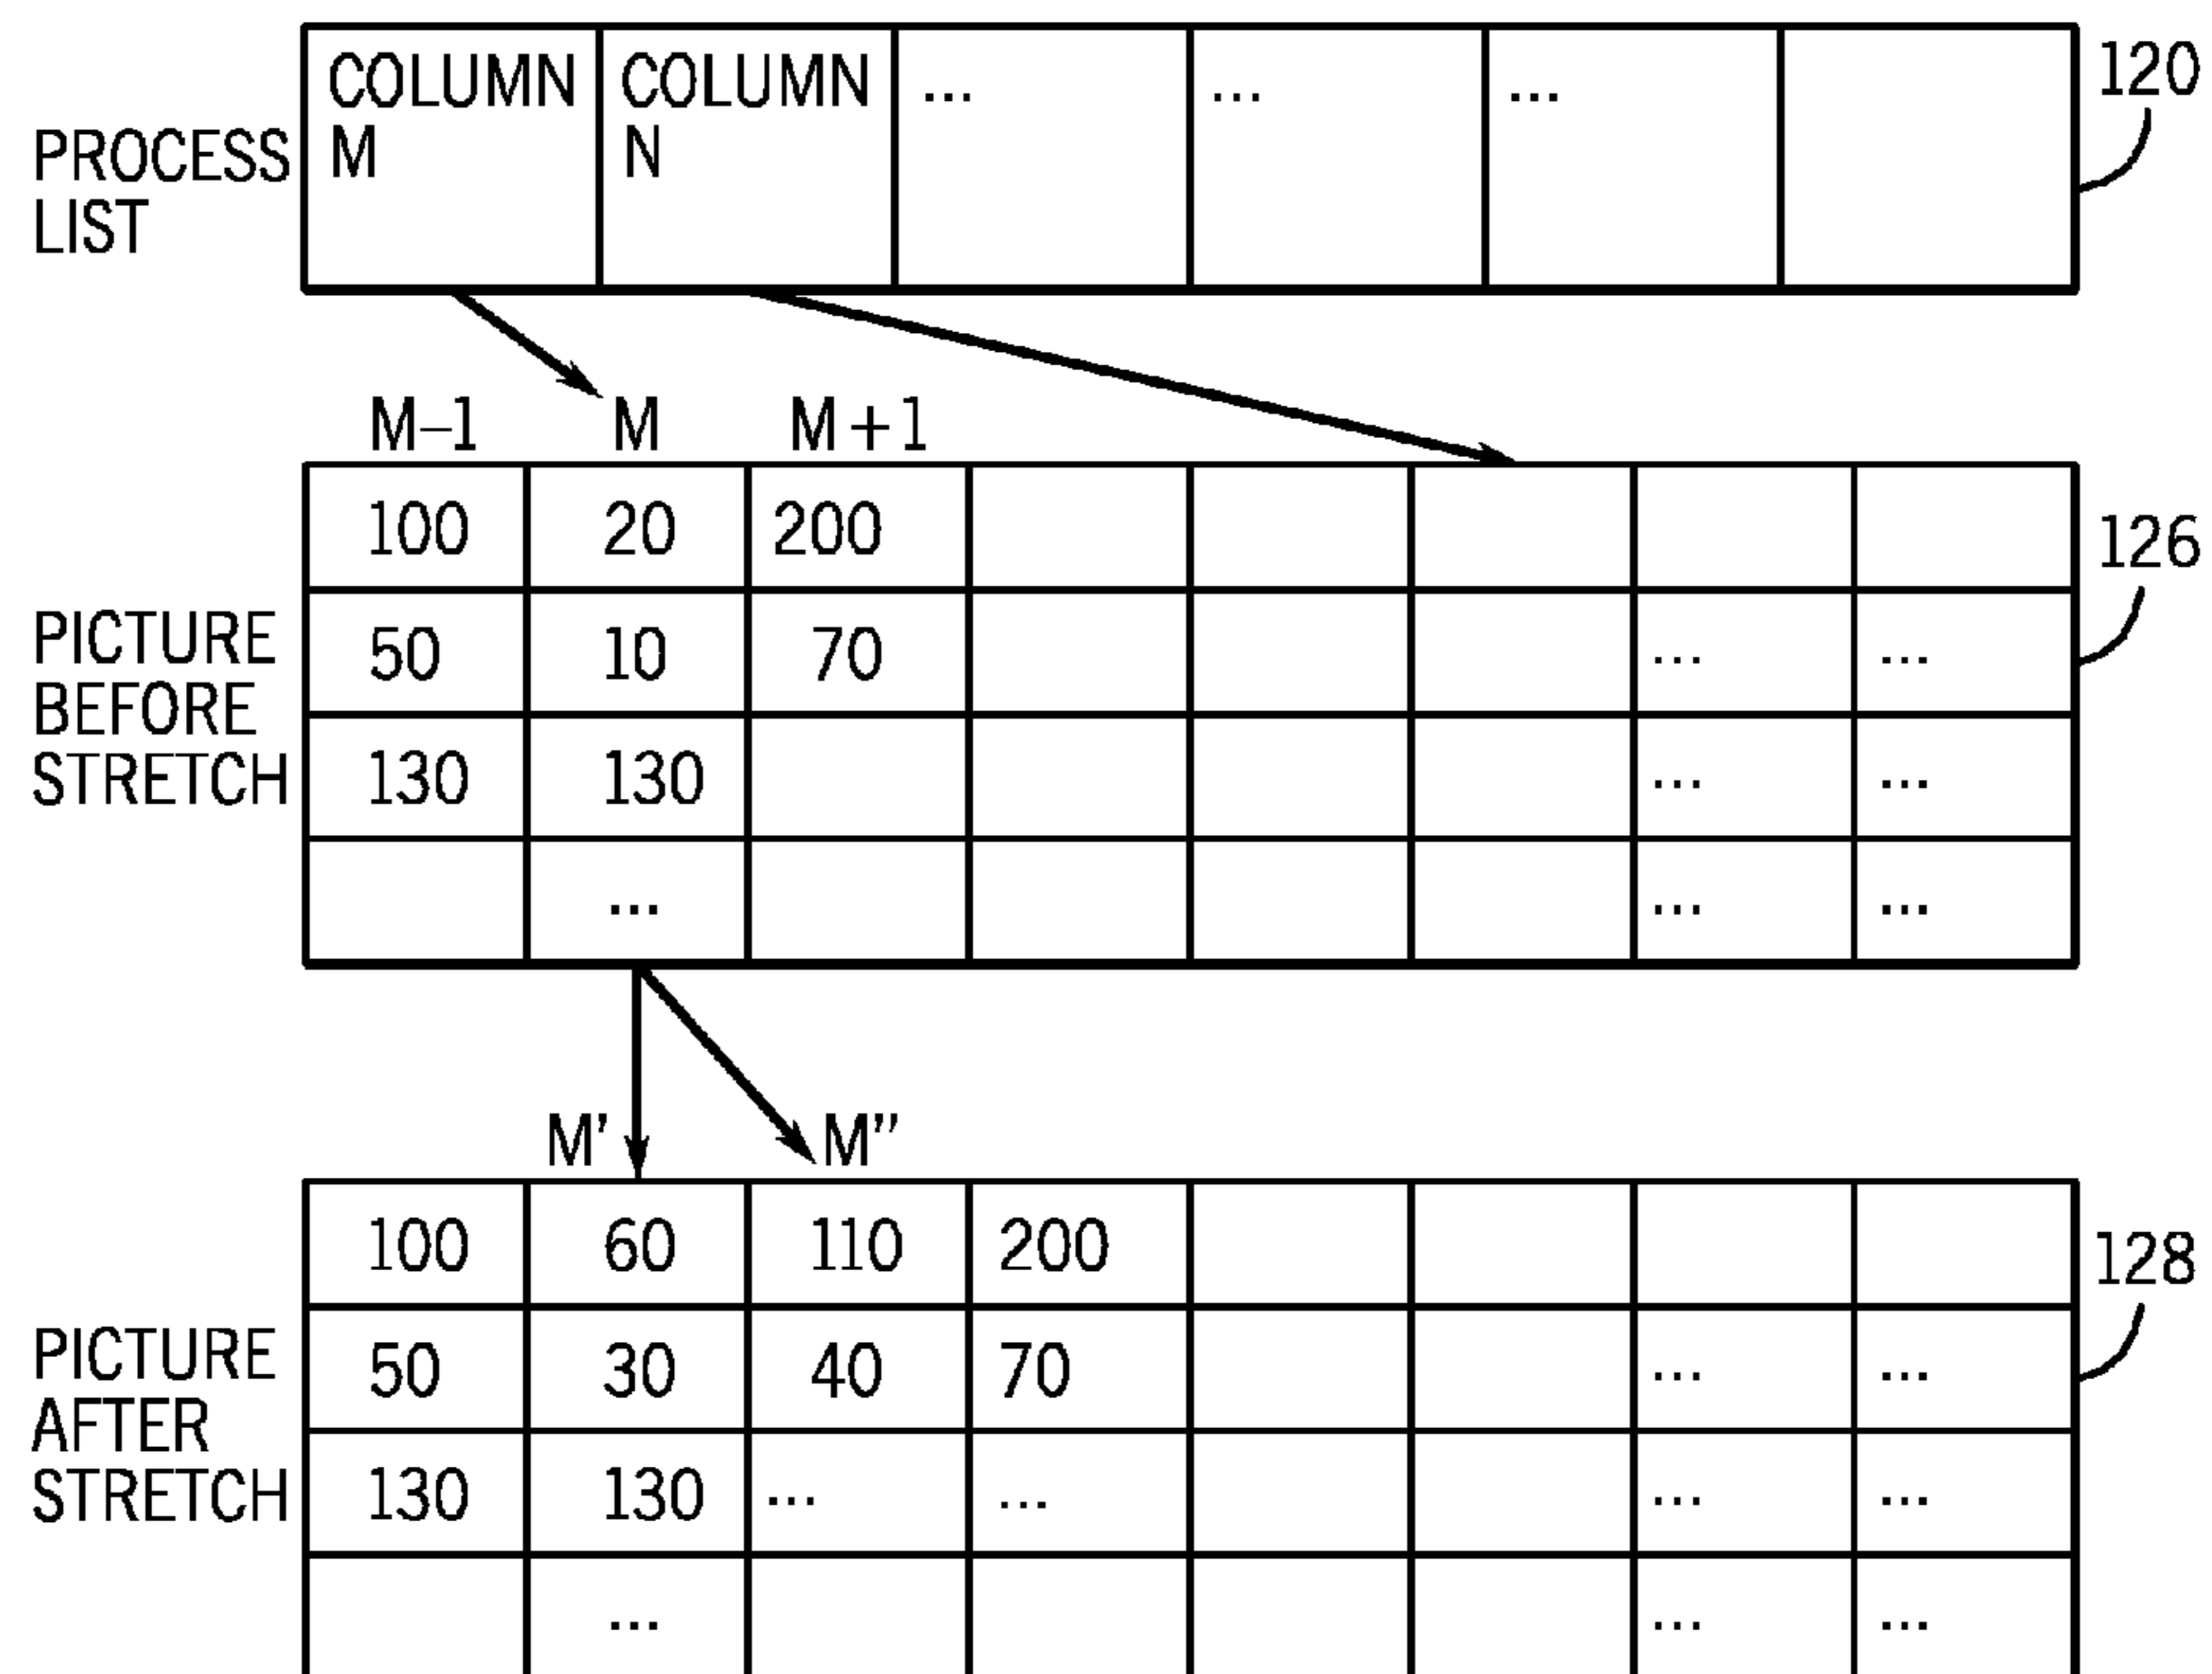 PROCESS
LIST
COLUMN
M
COLUMN
N
...
...
...
120
M–1 M M+1
100 20 200
126
PICTURE
BEFORE
STRETCH
50 10 70 ... ...
130 130 ... ...
... ... ...
M' M"
100 60 110 200
128
PICTURE
AFTER
STRETCH
50 30 40 70 ... ...
130 130 ... ... ... ...
... ... ...